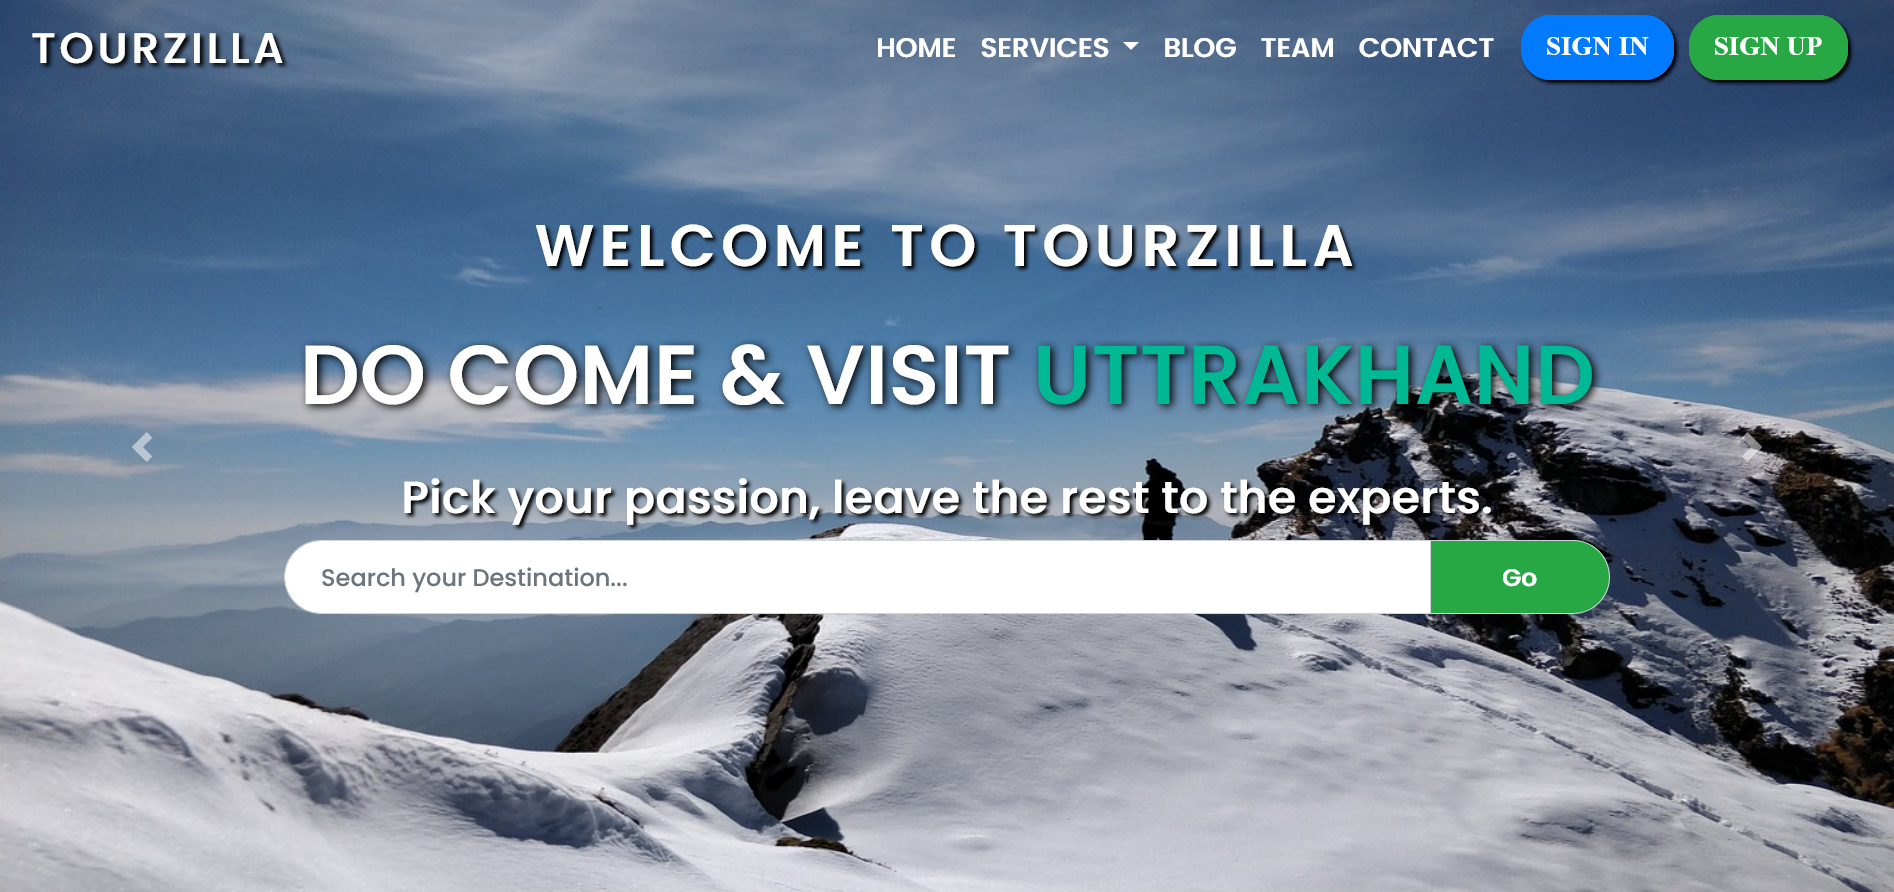 TOURZILLA
HOME SERVICES BLOG TEAM CONTACT SIGN IN SIGN UP
WELCOME TO TOURZILLA
DO COME & VISIT UTTRAKHAND
Pick your passion, leave the rest to the experts.
Search your Destination... Go